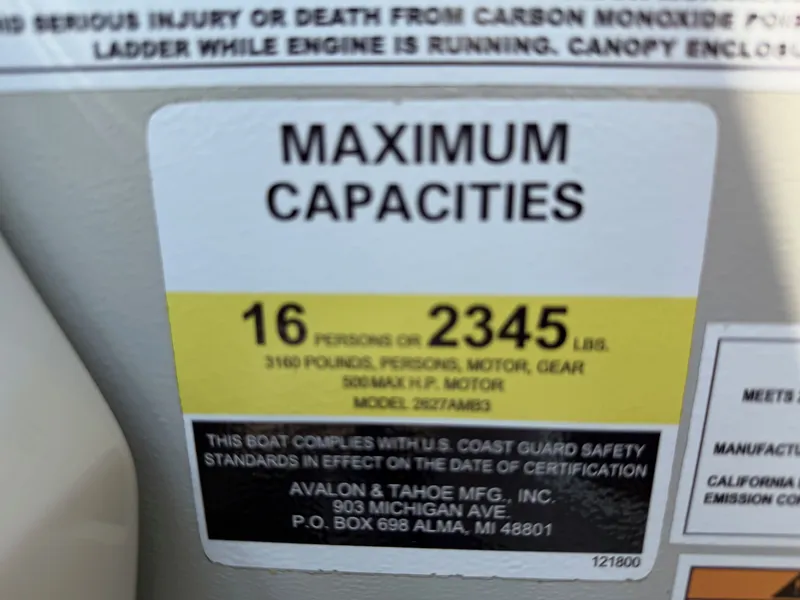 SERIOUS INJURY OR DEATH FROM CARBON MONOXIDE
LADDER WHILE ENGINE IS RUNNING. CANOPY
MAXIMUM
CAPACITIES
16 PERSONS OR 2345 LBS.
3160 POUNDS, PERSONS, MOTOR, GEAR
500 MAX H.P. MOTOR
MODEL 2627AMB3
THIS BOAT COMPLIES WITH U.S. COAST GUARD SAFETY
STANDARDS IN EFFECT ON THE DATE OF CERTIFICATION
AVALON & TAHOE MFG., INC.
903 MICHIGAN AVE.
P.O. BOX 698 ALMA, MI 48801
121800
MEETS
CALIFORNIA
EMISSION